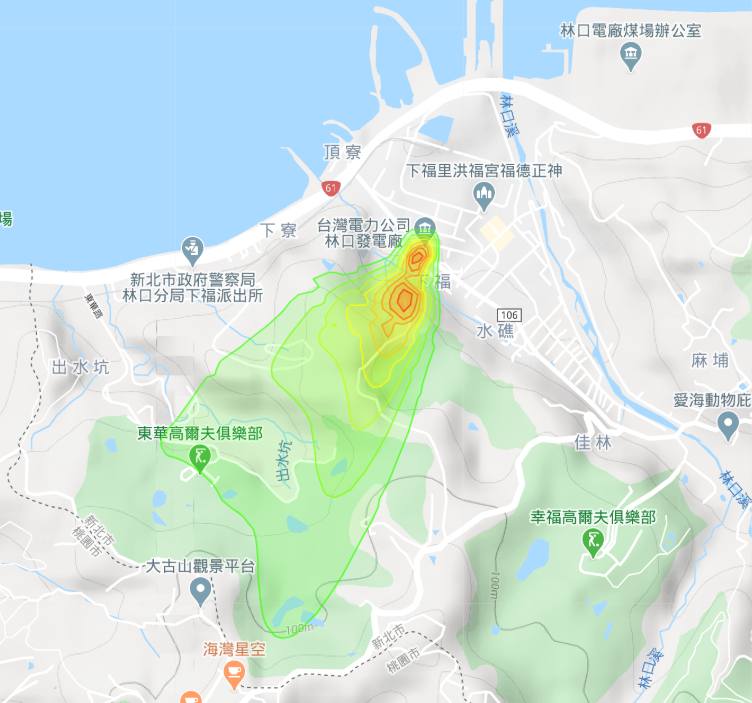 林口電廠煤場辦公室
林口溪
61
61
頂寮
下福里洪福宮福德正神
場
下寮
台灣電力公司
林口發電廠
新北市政府警察局
林口分局下福派出所
下福
東華路
106
水礁
出水坑
麻埔
愛海動物庇
東華高爾夫俱樂部
出水坑
佳林
林口溪
幸福高爾夫俱樂部
新北市
桃園市
大古山觀景平台
100m
100m
新北市
桃園市
海灣星空
林口溪